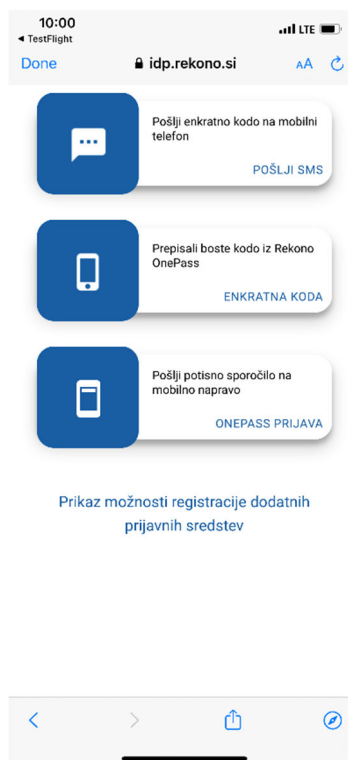 10:00
◀ TestFlight
LTE
Done
idp.rekono.si
AA
Pošlji enkratno kodo na mobilni
telefon
POŠLJI SMS
Prepisali boste kodo iz Rekono
OnePass
ENKRATNA KODA
Pošlji potisno sporočilo na
mobilno napravo
ONEPASS PRIJAVA
Prikaz možnosti registracije dodatnih
prijavnih sredstev